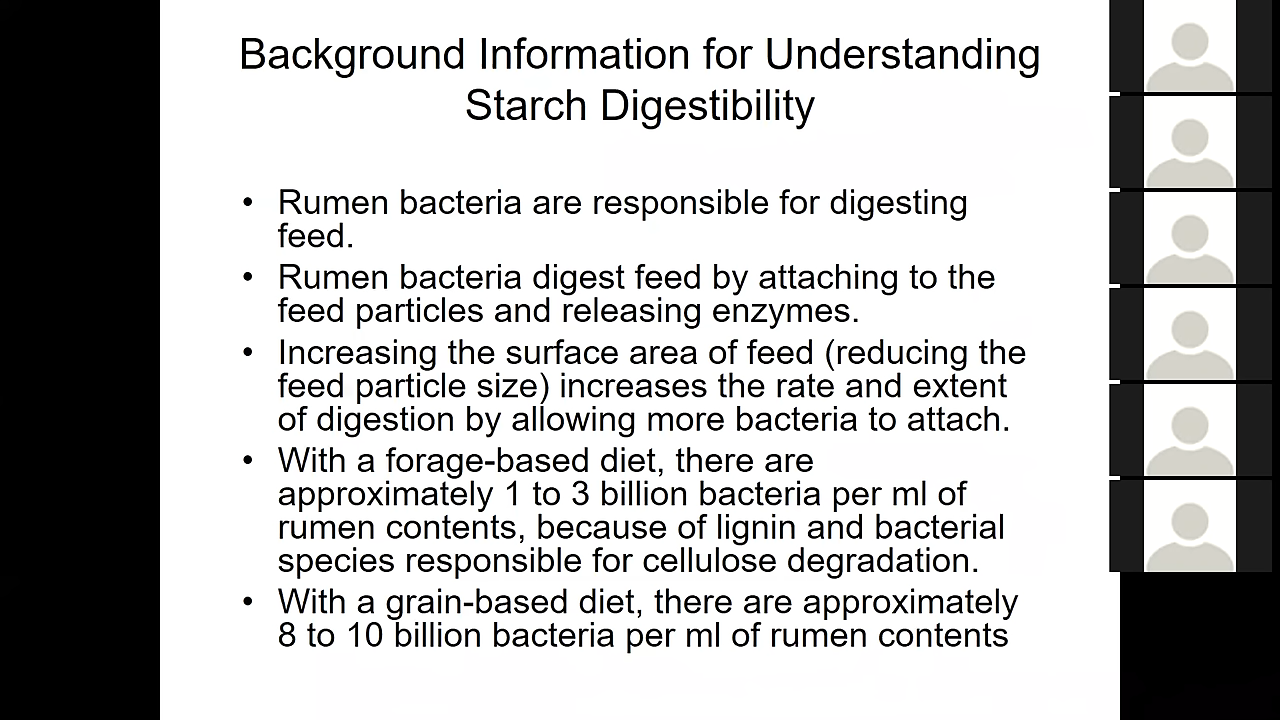 Background Information for Understanding
Starch Digestibility
• Rumen bacteria are responsible for digesting
feed.
• Rumen bacteria digest feed by attaching to the
feed particles and releasing enzymes.
• Increasing the surface area of feed (reducing the
feed particle size) increases the rate and extent
of digestion by allowing more bacteria to attach.
• With a forage-based diet, there are
approximately 1 to 3 billion bacteria per ml of
rumen contents, because of lignin and bacterial
species responsible for cellulose degradation.
• With a grain-based diet, there are approximately
8 to 10 billion bacteria per ml of rumen contents